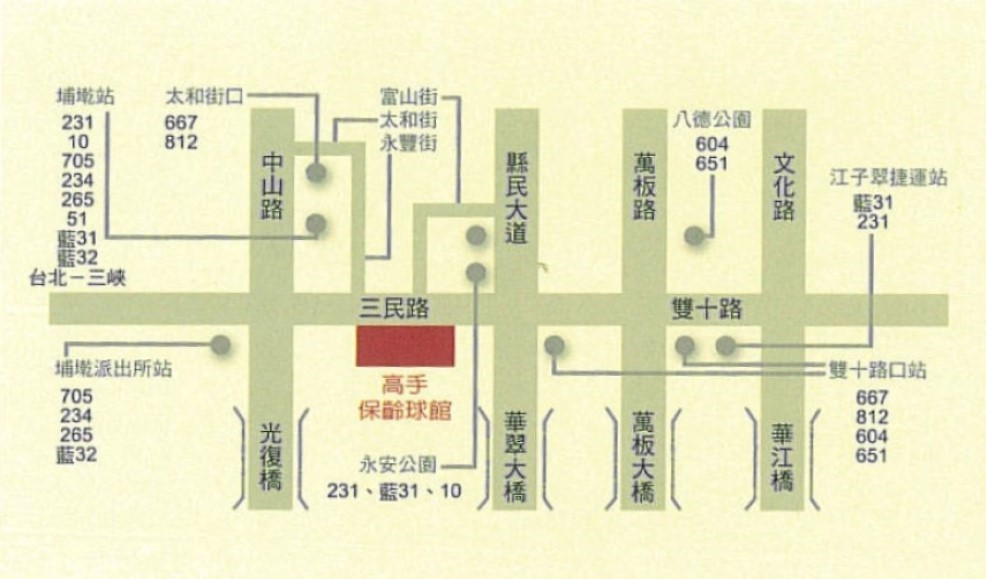 埔墘站
231
10
705
234
265
51
藍31
藍32
台北－三峽
太和街口
667
812
富山街
太和街
永豐街
中山路
縣民大道
萬板路
文化路
八德公園
604
651
江子翠捷運站
藍31
231
三民路
雙十路
埔墘派出所站
705
234
265
藍32
高手
保齡球館
永安公園
231、藍31、10
雙十路口站
667
812
604
651
光復橋
華翠大橋
萬板大橋
華江橋